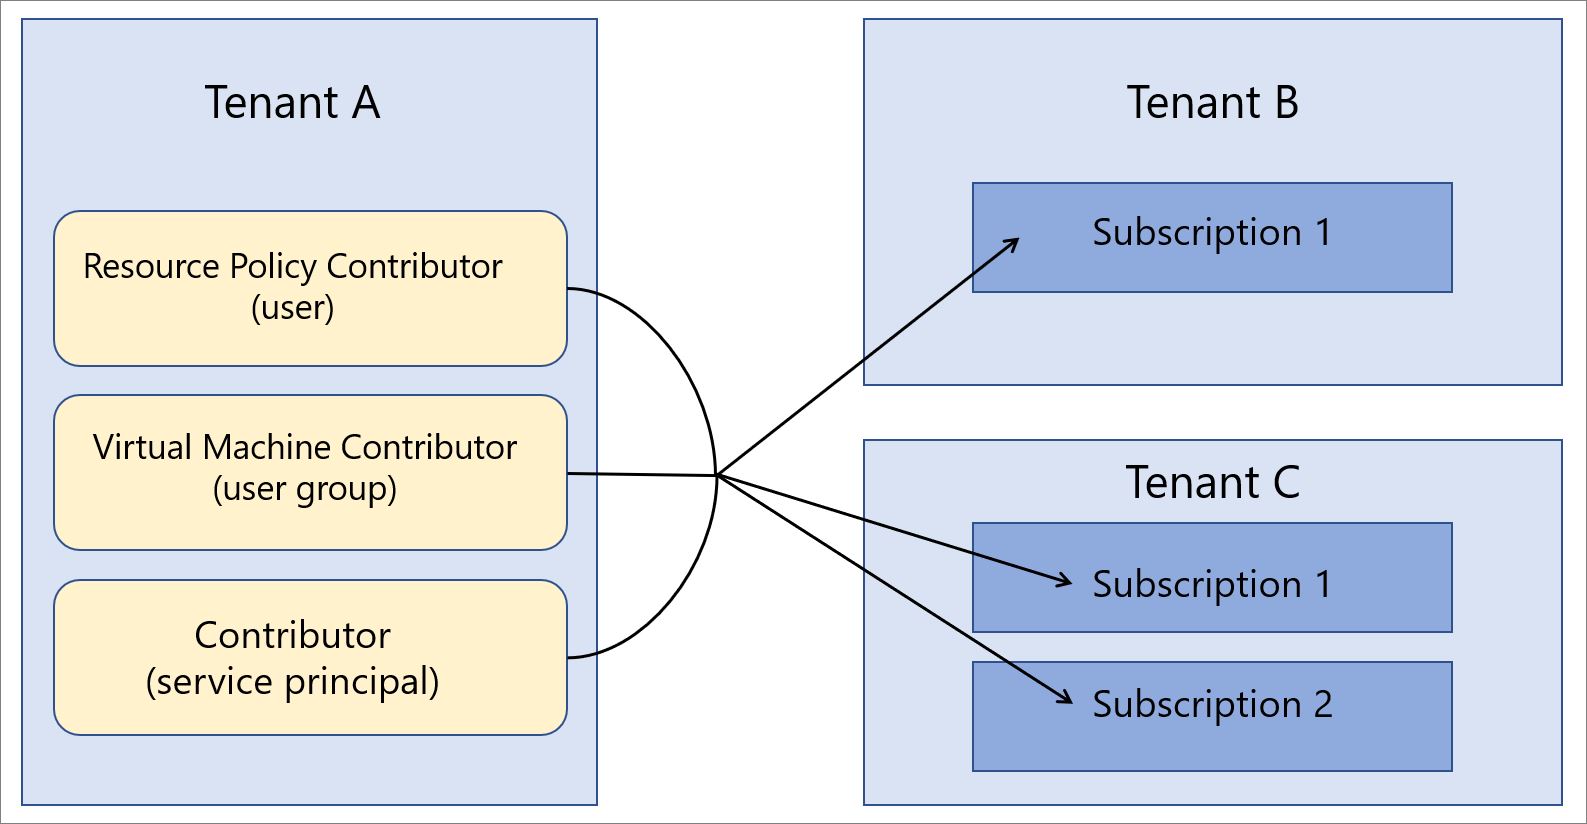 Tenant A
Resource Policy Contributor
(user)
Virtual Machine Contributor
(user group)
Contributor
(service principal)
Tenant B
Subscription 1
Tenant C
Subscription 1
Subscription 2